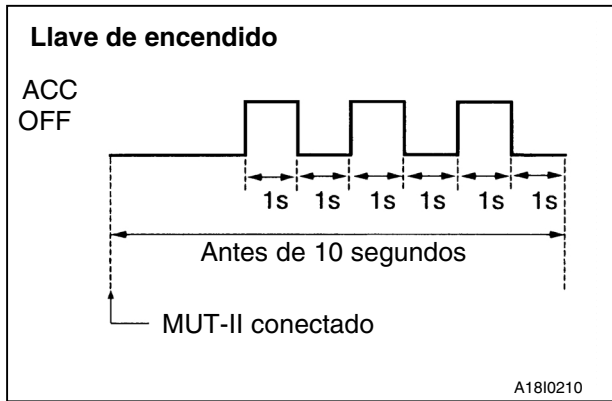 Llave de encendido
ACC
OFF
1s 1s 1s 1s 1s 1s
Antes de 10 segundos
MUT-II conectado
A18I0210